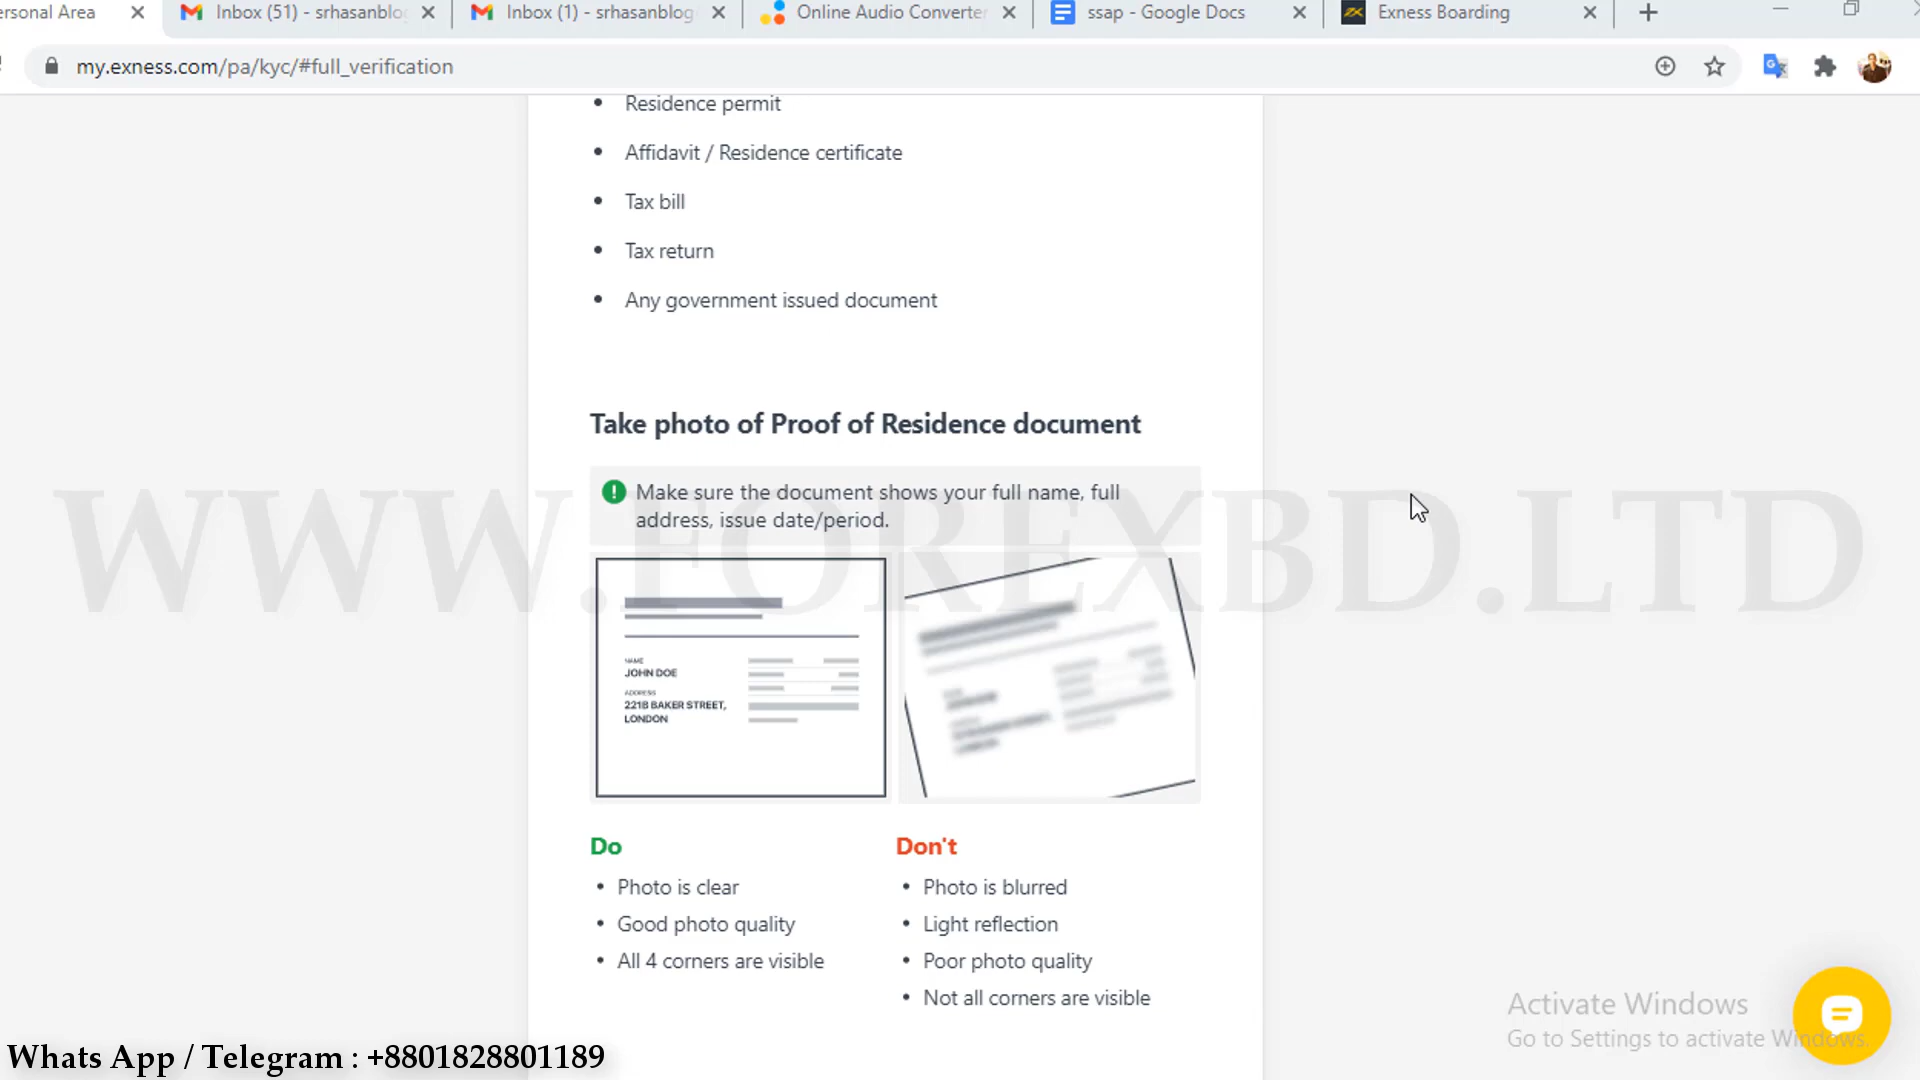 ersonal Area
Inbox (51) - srhasanblog
Inbox (1) - srhasanblog
Online Audio Converter
ssap - Google Docs
Exness Boarding
my.exness.com/pa/kyc/#full_verification
Residence permit
Affidavit / Residence certificate
Tax bill
Tax return
Any government issued document
Take photo of Proof of Residence document
Make sure the document shows your full name, full
address, issue date/period.
WWW.FOREXBD.LTD
NAME
JOHN DOE
ADDRESS
221B BAKER STREET,
LONDON
Do
Photo is clear
Good photo quality
All 4 corners are visible
Don't
Photo is blurred
Light reflection
Poor photo quality
Not all corners are visible
Activate Windows
Go to Settings to activate Windows.
Whats App / Telegram : +8801828801189